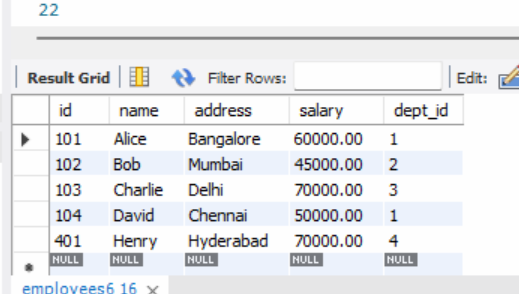 22
Result Grid Filter Rows: Edit:
id name address salary dept_id
101 Alice Bangalore 60000.00 1
102 Bob Mumbai 45000.00 2
103 Charlie Delhi 70000.00 3
104 David Chennai 50000.00 1
401 Henry Hyderabad 70000.00 4
NULL NULL NULL NULL NULL
employees6 16